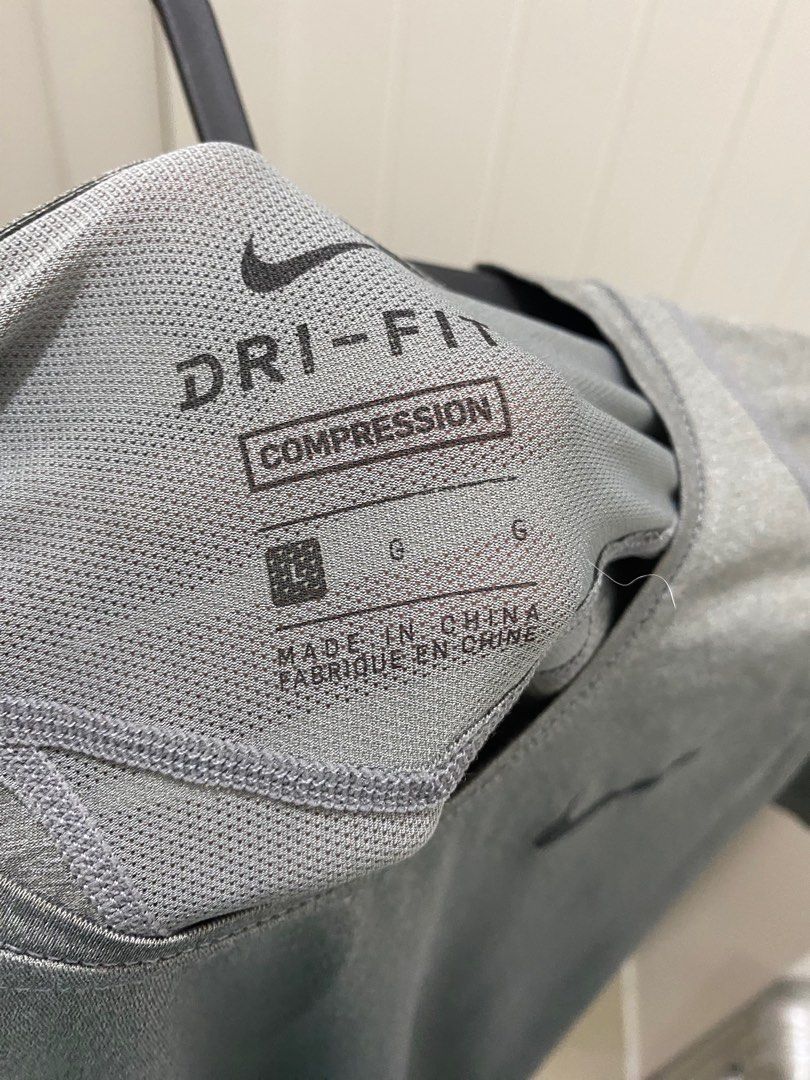 DRI-FIT
COMPRESSION
L G G
MADE IN CHINA
FABRIQUE EN CHINE